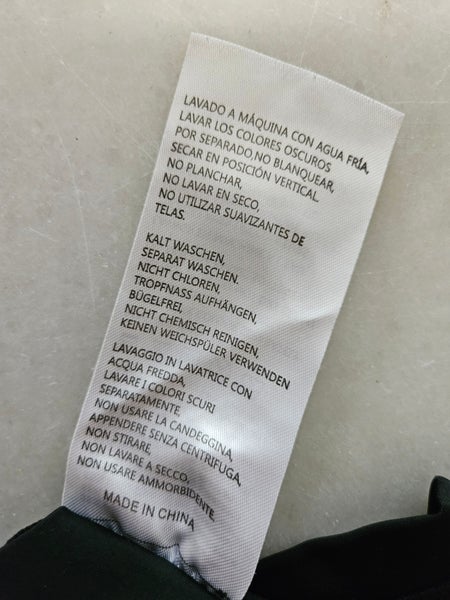 LAVADO A MÁQUINA CON AGUA FRÍA,
LAVAR LOS COLORES OSCUROS
POR SEPARADO,NO BLANQUEAR,
SECAR EN POSICIÓN VERTICAL.
NO PLANCHAR,
NO LAVAR EN SECO,
NO UTILIZAR SUAVIZANTES DE
TELAS.
KALT WASCHEN,
SEPARAT WASCHEN.
NICHT CHLOREN,
TROPFNASS AUFHÄNGEN,
BÜGELFREI,
NICHT CHEMISCH REINIGEN,
KEINEN WEICHSPÜLER VERWENDEN
LAVAGGIO IN LAVATRICE CON
ACQUA FREDDA,
LAVARE I COLORI SCURI
SEPARATAMENTE,
NON USARE LA CANDEGGINA,
APPENDERE SENZA CENTRIFUGA,
NON STIRARE,
NON LAVARE A SECCO,
NON USARE AMMORBIDENTE,
MADE IN CHINA